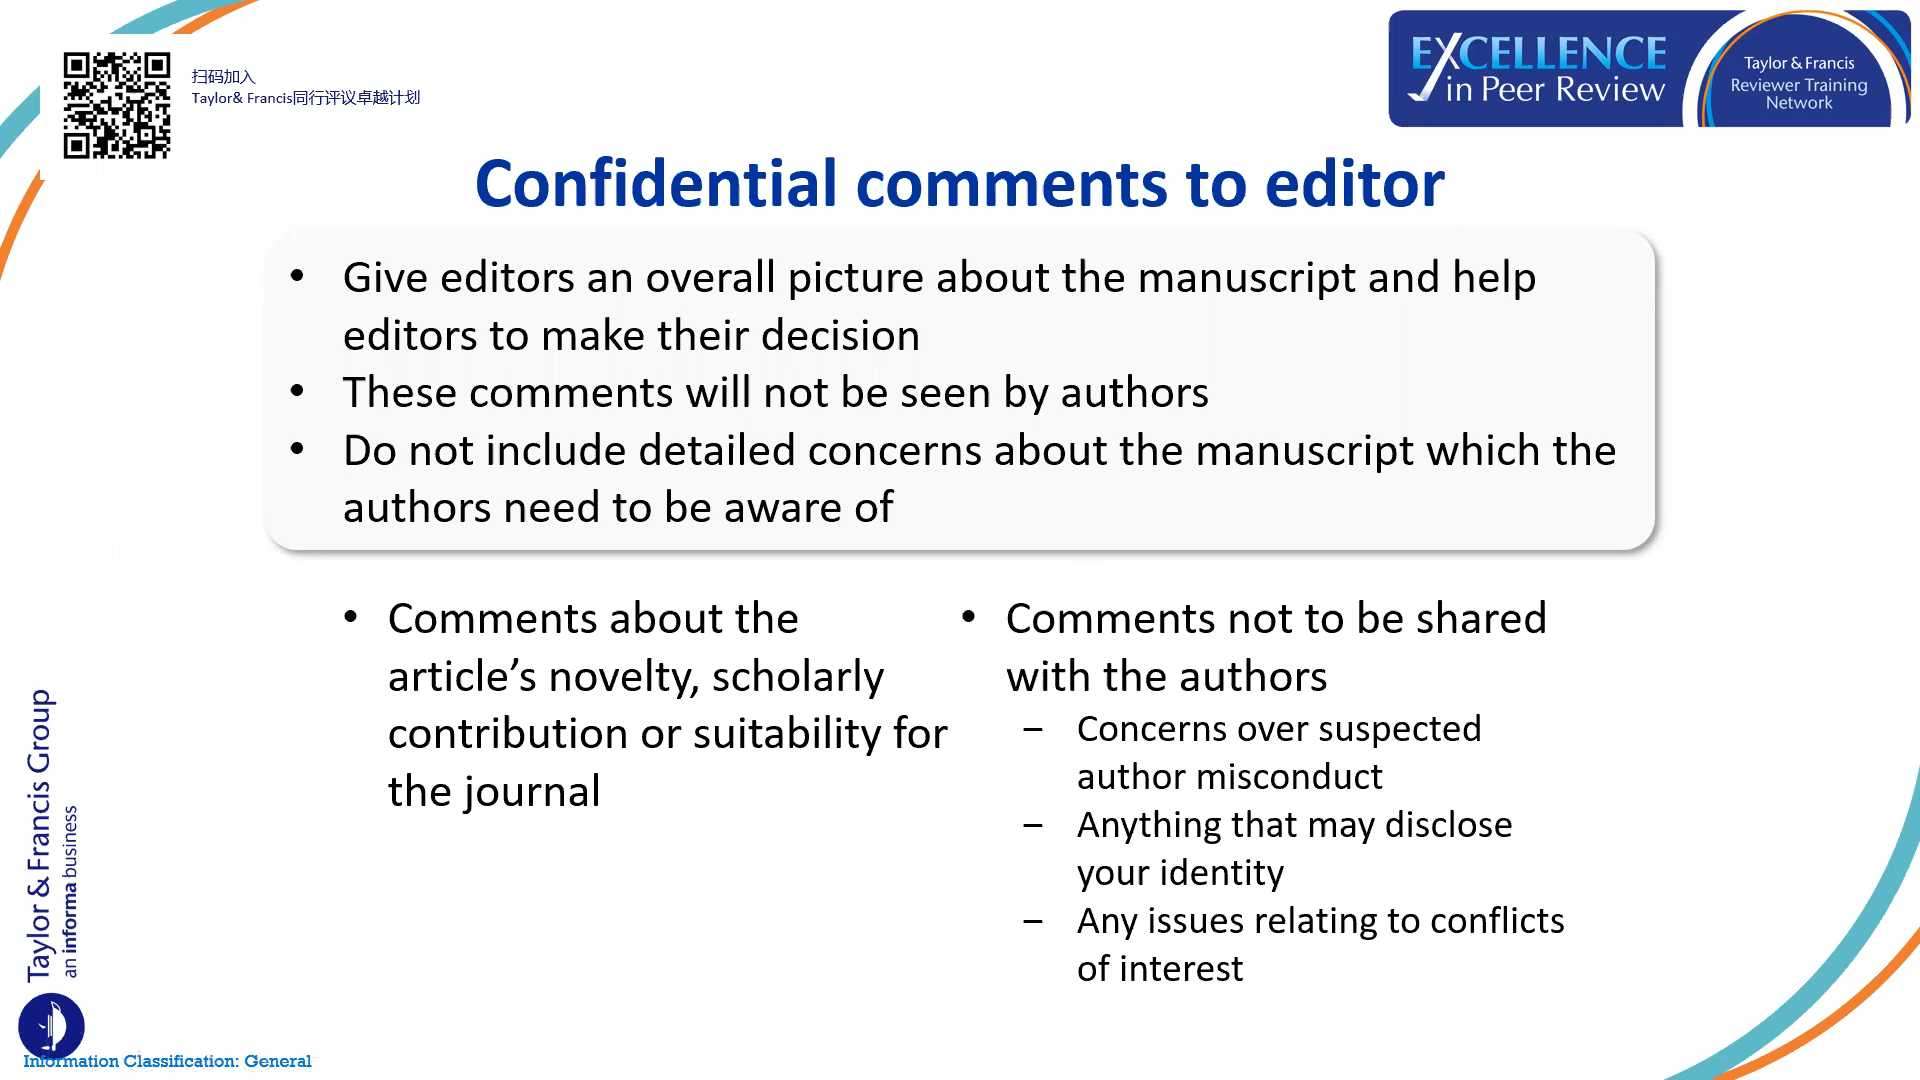 扫码加入
Taylor& Francis同行评议卓越计划
EXCELLENCE
in Peer Review
Taylor & Francis
Reviewer Training
Network
Confidential comments to editor
• Give editors an overall picture about the manuscript and help
editors to make their decision
• These comments will not be seen by authors
• Do not include detailed concerns about the manuscript which the
authors need to be aware of
• Comments about the
article’s novelty, scholarly
contribution or suitability for
the journal
• Comments not to be shared
with the authors
– Concerns over suspected
author misconduct
– Anything that may disclose
your identity
– Any issues relating to conflicts
of interest
Taylor & Francis Group
an informa business
Information Classification: General